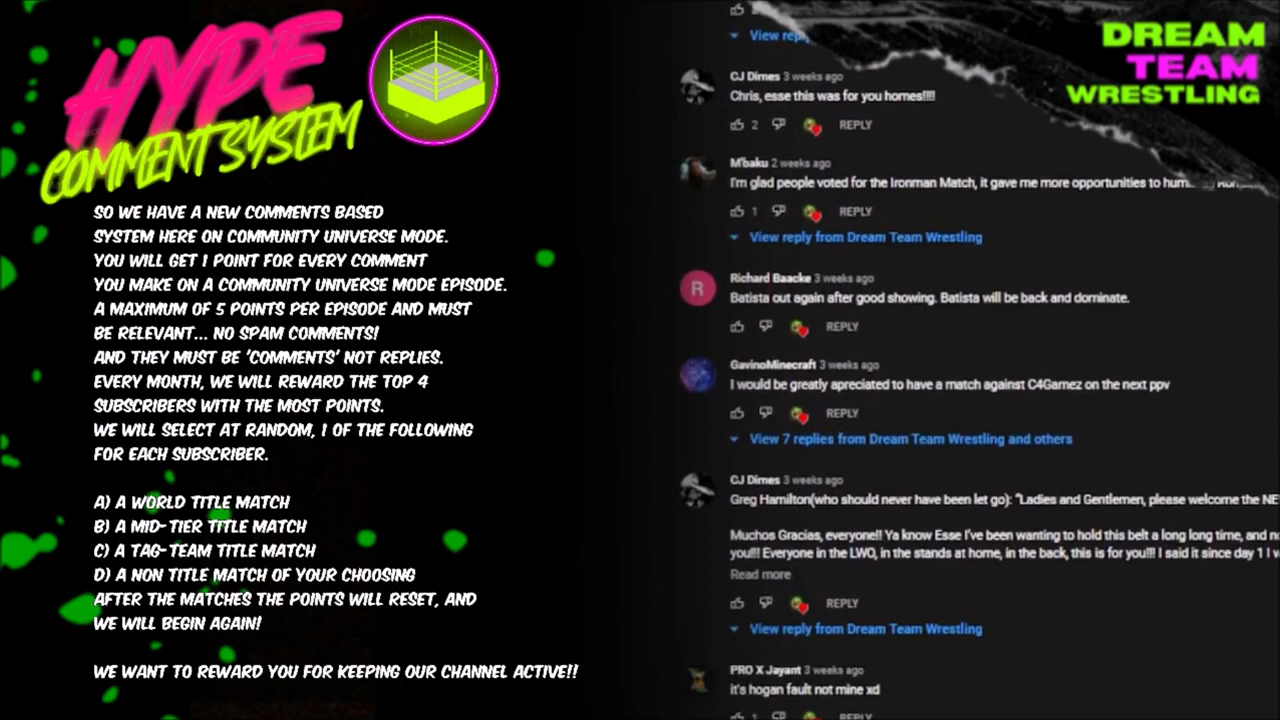 HYPE
COMMENT SYSTEM
SO WE HAVE A NEW COMMENTS BASED
SYSTEM HERE ON COMMUNITY UNIVERSE MODE.
YOU WILL GET 1 POINT FOR EVERY COMMENT
YOU MAKE ON A COMMUNITY UNIVERSE MODE EPISODE.
A MAXIMUM OF 5 POINTS PER EPISODE AND MUST
BE RELEVANT... NO SPAM COMMENTS!
AND THEY MUST BE 'COMMENTS' NOT REPLIES.
EVERY MONTH, WE WILL REWARD THE TOP 4
SUBSCRIBERS WITH THE MOST POINTS.
WE WILL SELECT AT RANDOM, 1 OF THE FOLLOWING
FOR EACH SUBSCRIBER.
A) A WORLD TITLE MATCH
B) A MID-TIER TITLE MATCH
C) A TAG-TEAM TITLE MATCH
D) A NON TITLE MATCH OF YOUR CHOOSING
AFTER THE MATCHES THE POINTS WILL RESET, AND
WE WILL BEGIN AGAIN!
WE WANT TO REWARD YOU FOR KEEPING OUR CHANNEL ACTIVE!!
DREAM
TEAM
WRESTLING
View
CJ Dimes 3 weeks ago
Chris, esse this was for you homes!!!!
2 REPLY
M'baku 2 weeks ago
I'm glad people voted for the Ironman Match, it gave me more opportunities to
1 REPLY
View reply from Dream Team Wrestling
R
Richard Baacke 3 weeks ago
Batista out again after good showing. Batista will be back and dominate.
REPLY
GavinoMinecraft 3 weeks ago
I would be greatly apreciated to have a match against C4Gamez on the next ppv
REPLY
View 7 replies from Dream Team Wrestling and others
CJ Dimes 3 weeks ago
Greg Hamilton(who should never have been let go): "Ladies and Gentlemen, please welcome the
Muchos Gracias, everyone!! Ya know Esse I've been wanting to hold this belt a long long time, and
you!!! Everyone in the LWO, in the stands at home, in the back, this is for you!!! I said it since day 1 I
Read more
REPLY
View reply from Dream Team Wrestling
PRO X Jayant 3 weeks ago
it's hogan fault not mine xd
1 REPLY